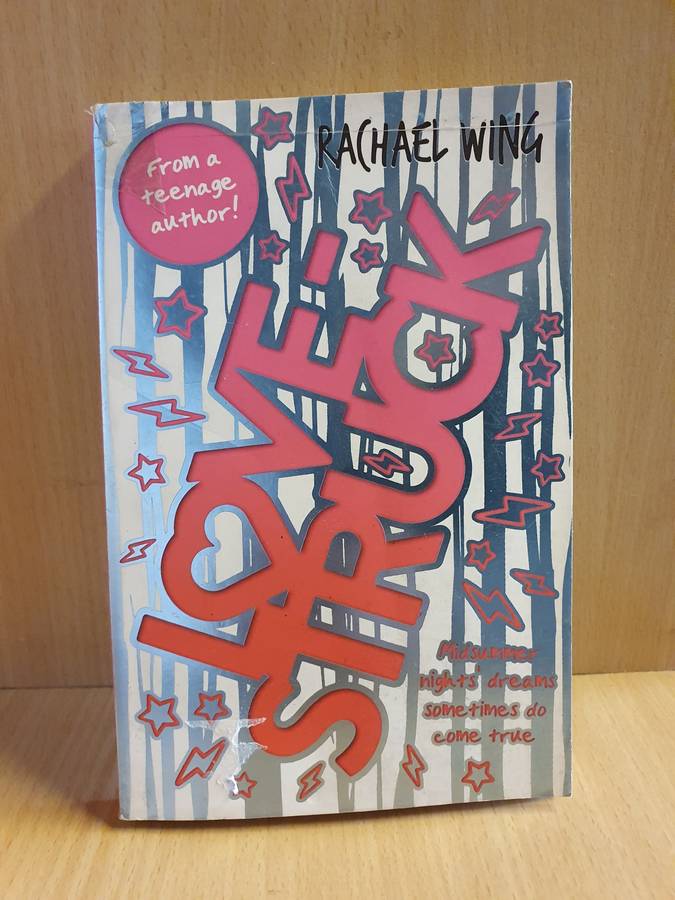 From a
teenage
author!
RACHAEL WING
LOVE-
STRUCK
Midsummer
nights' dreams
sometimes do
come true